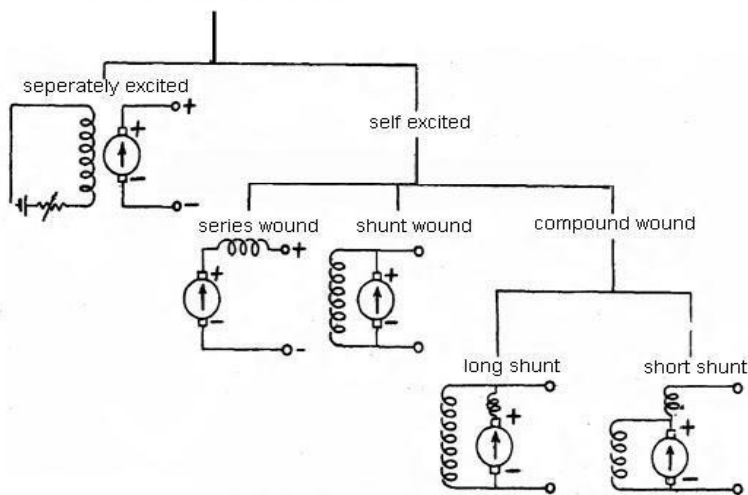 seperately excited
+
+
-
-
self excited
series wound
+
+
-
-
shunt wound
+
-
compound wound
long shunt
+
-
short shunt
+
-